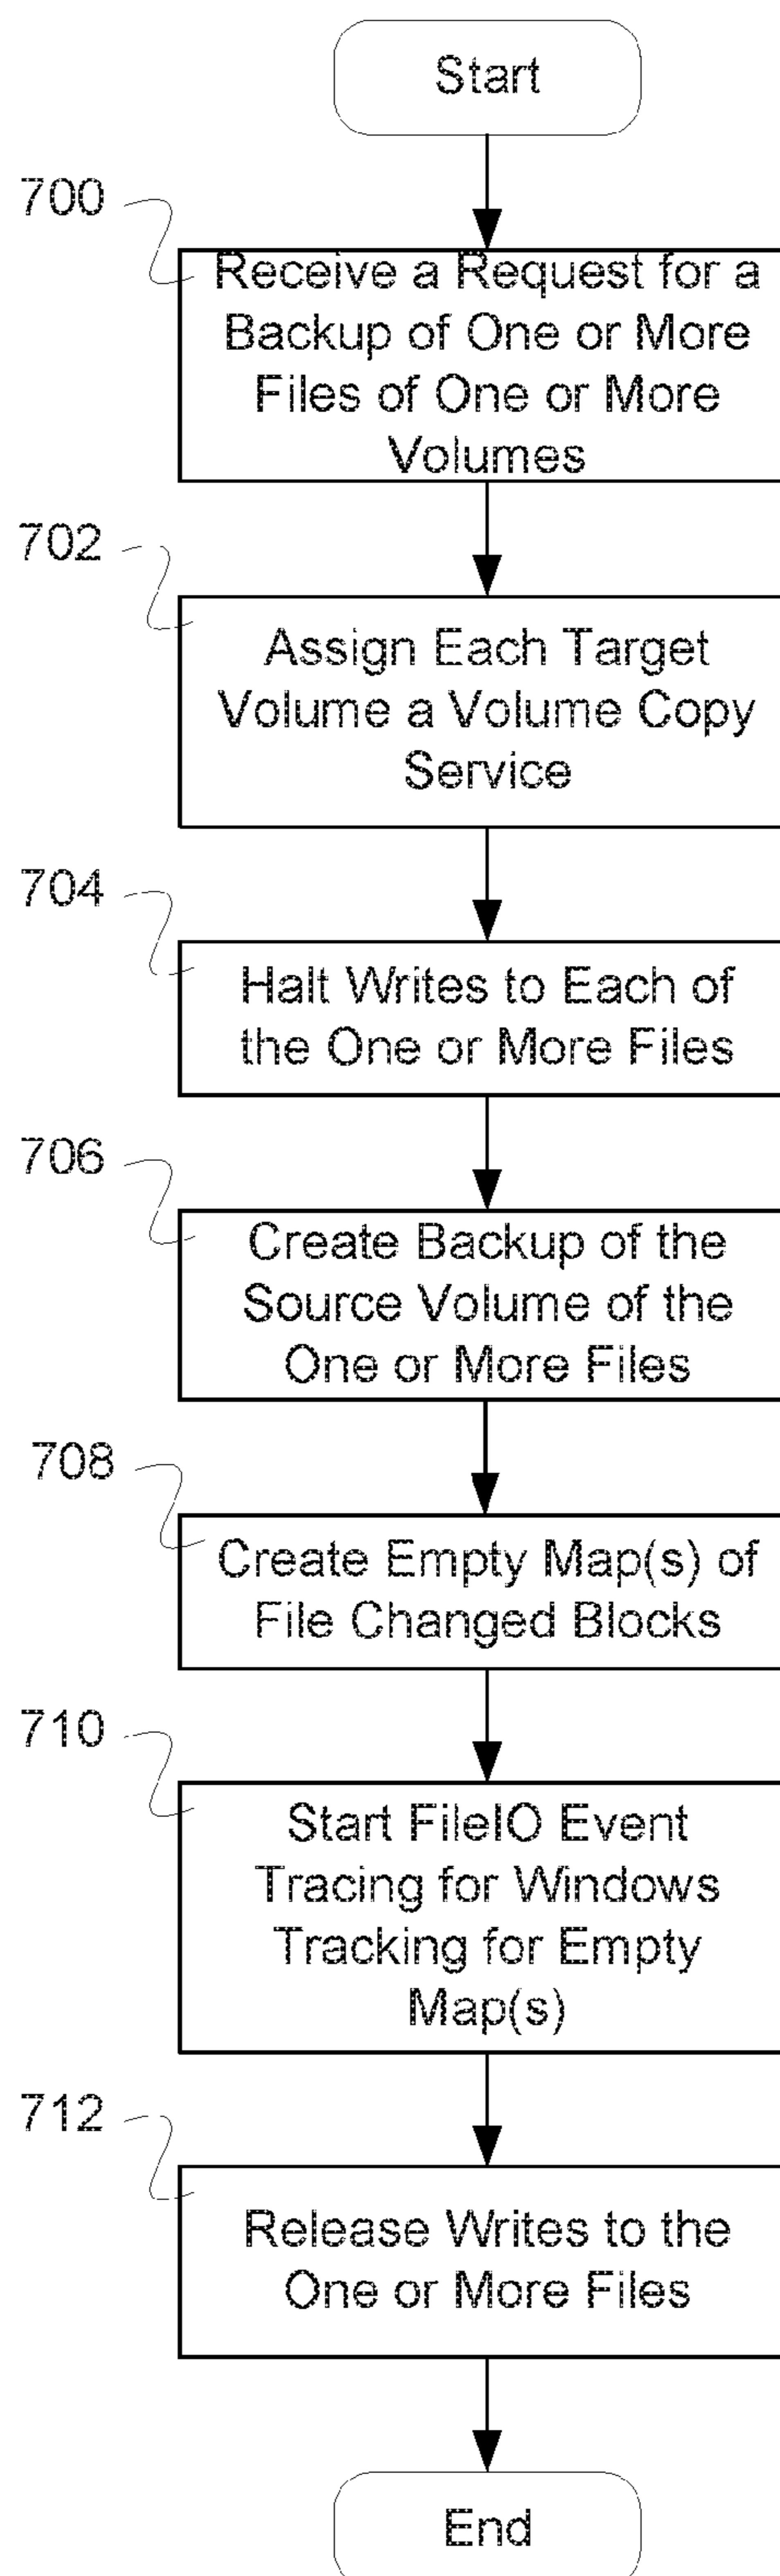 Start
700
Receive a Request for a
Backup of One or More
Files of One or More
Volumes
702
Assign Each Target
Volume a Volume Copy
Service
704
Halt Writes to Each of
the One or More Files
706
Create Backup of the
Source Volume of the
One or More Files
708
Create Empty Map(s) of
File Changed Blocks
710
Start FileIO Event
Tracing for Windows
Tracking for Empty
Map(s)
712
Release Writes to the
One or More Files
End